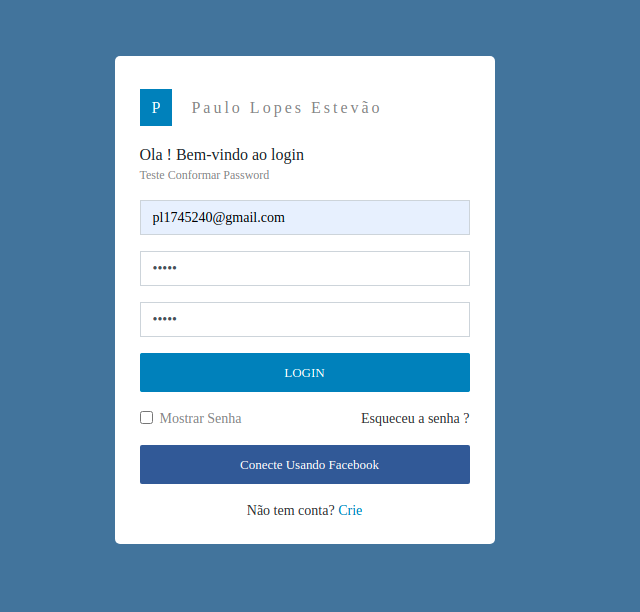 P Paulo Lopes Estevão
Ola ! Bem-vindo ao login
Teste Conformar Password
pl1745240@gmail.com
•••••
•••••
LOGIN
Mostrar Senha Esqueceu a senha ?
Conecte Usando Facebook
Não tem conta? Crie